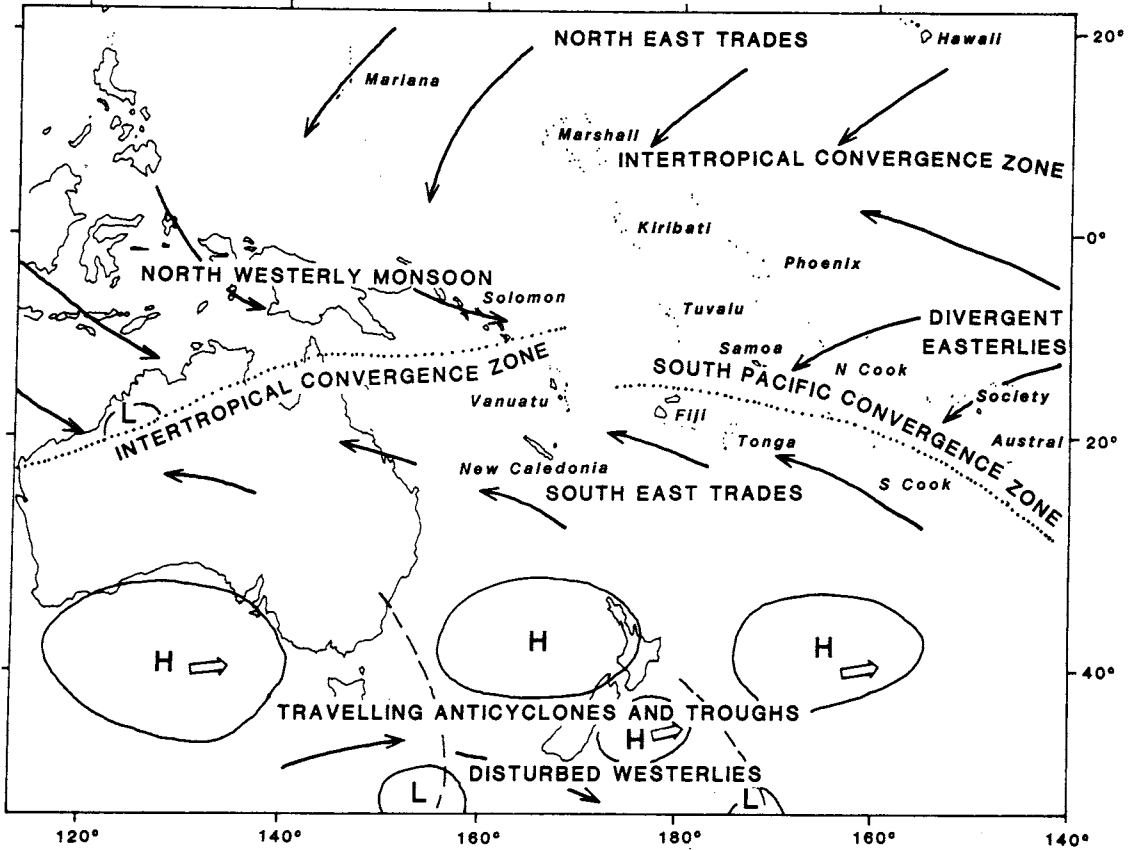 NORTH EAST TRADES
Hawaii
20°
Mariana
Marshall
INTERTROPICAL CONVERGENCE ZONE
Kiribati
0°
Phoenix
NORTH WESTERLY MONSOON
Solomon
Tuvalu
DIVERGENT
EASTERLIES
Samoa
N Cook
SOUTH PACIFIC CONVERGENCE ZONE
Society
INTERTROPICAL CONVERGENCE ZONE
L
Vanuatu
Fiji
Tonga
Austral
20°
New Caledonia
S Cook
SOUTH EAST TRADES
H
H
H
40°
TRAVELLING ANTICYCLONES AND TROUGHS
H
DISTURBED WESTERLIES
L
L
120°
140°
160°
180°
160°
140°